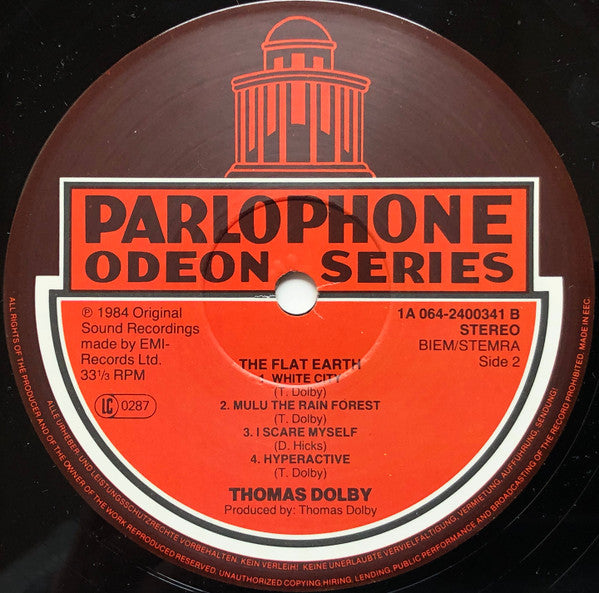 PARLOPHONE
ODEON SERIES
℗ 1984 Original
Sound Recordings
made by EMI-
Records Ltd.
33⅓ RPM
LC 0287
1A 064-2400341 B
STEREO
BIEM/STEMRA
Side 2
THE FLAT EARTH
1. WHITE CITY
(T. Dolby)
2. MULU THE RAIN FOREST
(T. Dolby)
3. I SCARE MYSELF
(D. Hicks)
4. HYPERACTIVE
(T. Dolby)
THOMAS DOLBY
Produced by: Thomas Dolby
ALLE URHEBER- UND LEISTUNGSSCHUTZRECHTE VORBEHALTEN. KEIN VERLEIH! KEINE UNERLAUBTE VERVIELFÄLTIGUNG, VERMIETUNG, AUFFÜHRUNG, SENDUNG!
ALL RIGHTS OF THE PRODUCER AND OF THE OWNER OF THE WORK REPRODUCED RESERVED. UNAUTHORIZED COPYING, HIRING, LENDING, PUBLIC PERFORMANCE AND BROADCASTING OF THE RECORD PROHIBITED. MADE IN EEC.